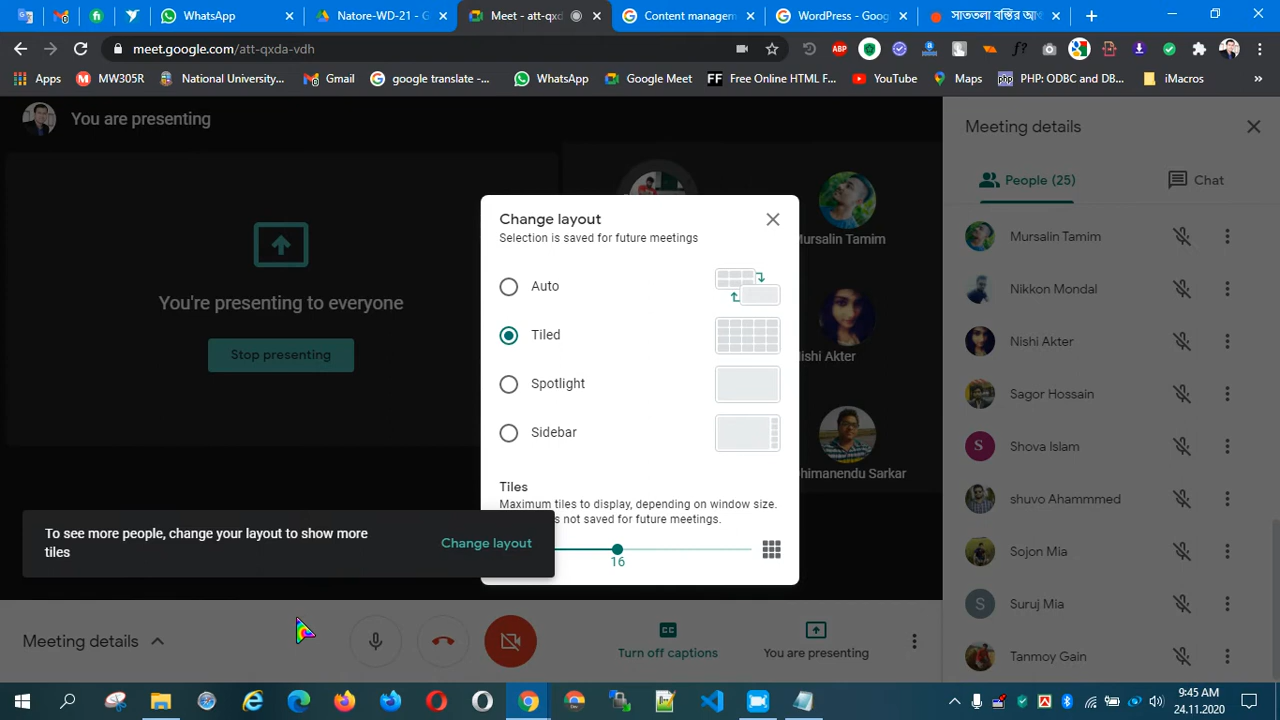 WhatsApp
Natore-WD-21 - G
Meet - att-qxd
Content managem
WordPress - Goog
সাততলা বস্তির আ
meet.google.com/att-qxda-vdh
ABP
Apps
MW305R
National University...
Gmail
google translate -...
WhatsApp
Google Meet
FF
Free Online HTML F...
YouTube
Maps
php
PHP: ODBC and DB...
iMacros
You are presenting
You're presenting to everyone
Stop presenting
Mursalin Tamim
Nishi Akter
himanendu Sarkar
Change layout
Selection is saved for future meetings
Auto
Tiled
Spotlight
Sidebar
Tiles
Maximum tiles to display, depending on window size.
not saved for future meetings.
16
To see more people, change your layout to show more
tiles
Change layout
Meeting details
People (25)
Chat
Mursalin Tamim
Nikkon Mondal
Nishi Akter
Sagor Hossain
S
Shova Islam
shuvo Ahammmed
Sojon Mia
S
Suruj Mia
Tanmoy Gain
Meeting details
CC
Turn off captions
You are presenting
9:45 AM
24.11.2020